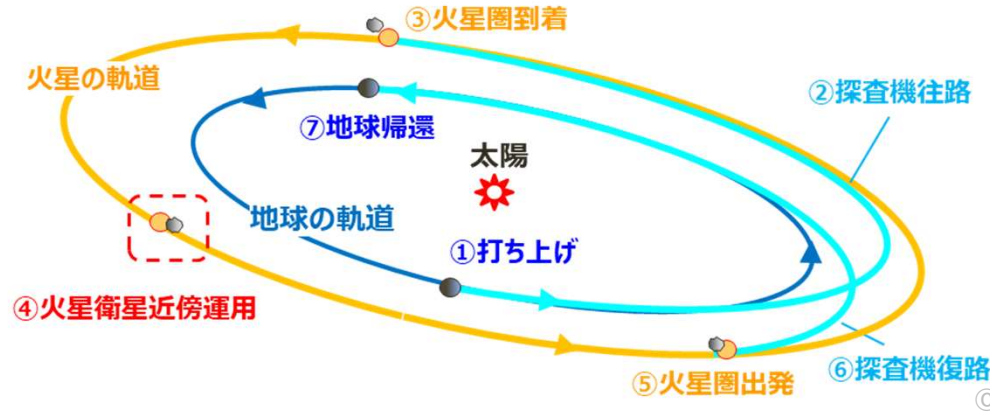 ③火星圏到着
火星の軌道
②探査機往路
⑦地球帰還
太陽
地球の軌道
①打ち上げ
④火星衛星近傍運用
⑥探査機復路
⑤火星圏出発